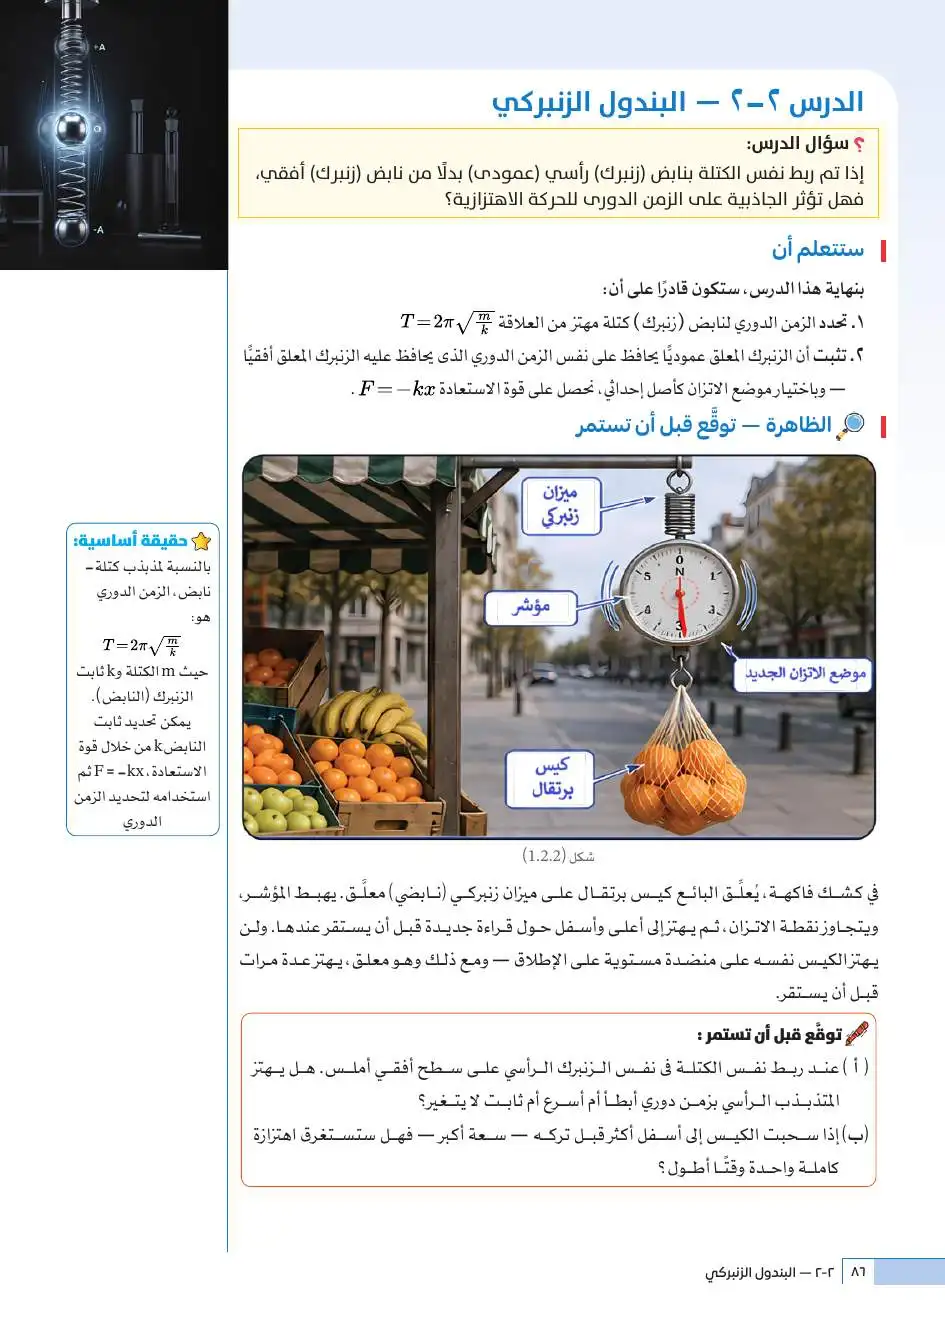 +A
O
-A
الدرس ٢-٢ — البندول الزنبركي
؟ سؤال الدرس:
إذا تم ربط نفس الكتلة بنابض (زنبرك) رأسي (عمودى) بدلًا من نابض (زنبرك) أفقي،
فهل تؤثر الجاذبية على الزمن الدورى للحركة الاهتزازية؟
ستتعلم أن
بنهاية هذا الدرس، ستكون قادرًا على أن:
١. تحدد الزمن الدوري لنابض (زنبرك) كتلة مهتز من العلاقة T=2π√(m/k)
٢. تثبت أن الزنبرك المعلق عموديًا يحافظ على نفس الزمن الدوري الذى يحافظ عليه الزنبرك المعلق أفقيًا
— وباختيار موضع الاتزان كأصل إحداثي، نحصل على قوة الاستعادة F=−kx .
الظاهرة — توقَّع قبل أن تستمر
ميزان
زنبركي
مؤشر
موضع الاتزان الجديد
كيس
برتقال
0
N
1
3
4
5
شكل (1.2.2)
حقيقة أساسية:
بالنسبة لمذبذب كتلة –
نابض، الزمن الدوري
هو:
T=2π√(m/k)
حيث m الكتلة وk ثابت
الزنبرك (النابض).
يمكن تحديد ثابت
النابض k من خلال قوة
الاستعادة، F = –kx ثم
استخدامه لتحديد الزمن
الدوري
في كشك فاكهة، يُعلَّق البائع كيس برتقال على ميزان زنبركي (نابضي) معلَّق. يهبط المؤشر،
ويتجاوز نقطة الاتزان، ثم يهتز إلى أعلى وأسفل حول قراءة جديدة قبل أن يستقر عندها. ولن
يهتز الكيس نفسه على منضدة مستوية على الإطلاق — ومع ذلك وهو معلق، يهتز عدة مرات
قبل أن يستقر.
توقَّع قبل أن تستمر :
( أ ) عند ربط نفس الكتلة فى نفس الزنبرك الرأسي على سطح أفقي أملس. هل يهتز
المتذبذب الرأسي بزمن دوري أبطأ أم أسرع أم ثابت لا يتغير؟
(ب) إذا سحبت الكيس إلى أسفل أكثر قبل تركه — سعة أكبر — فهل ستستغرق اهتزازة
كاملة واحدة وقتًا أطول ؟
٨٦
٢-٢ — البندول الزنبركي